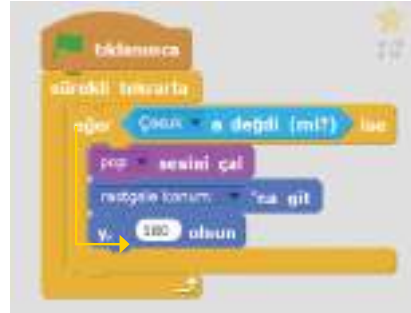 tıklanınca
sürekli tekrarla
eğer Çocuk 'a değdi (mi?) ise
pop sesini çal
rastgele konum 'na git
y, 180 olsun